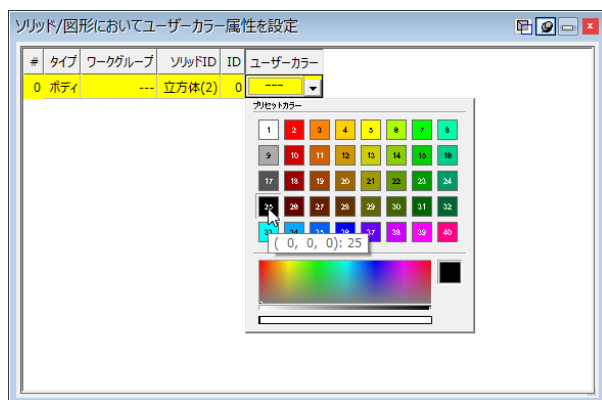 ソリッド/図形においてユーザーカラー属性を設定
# タイプ ワークグループ ソリッドID ID ユーザーカラー
0 ボディ --- 立方体(2) 0 ---
プリセットカラー
1 2 3 4 5 6 7 8
9 10 11 12 13 14 15 16
17 18 19 20 21 22 23 24
25 26 27 28 29 30 31 32
33 34 35 36 37 38 39 40
( 0, 0, 0): 25